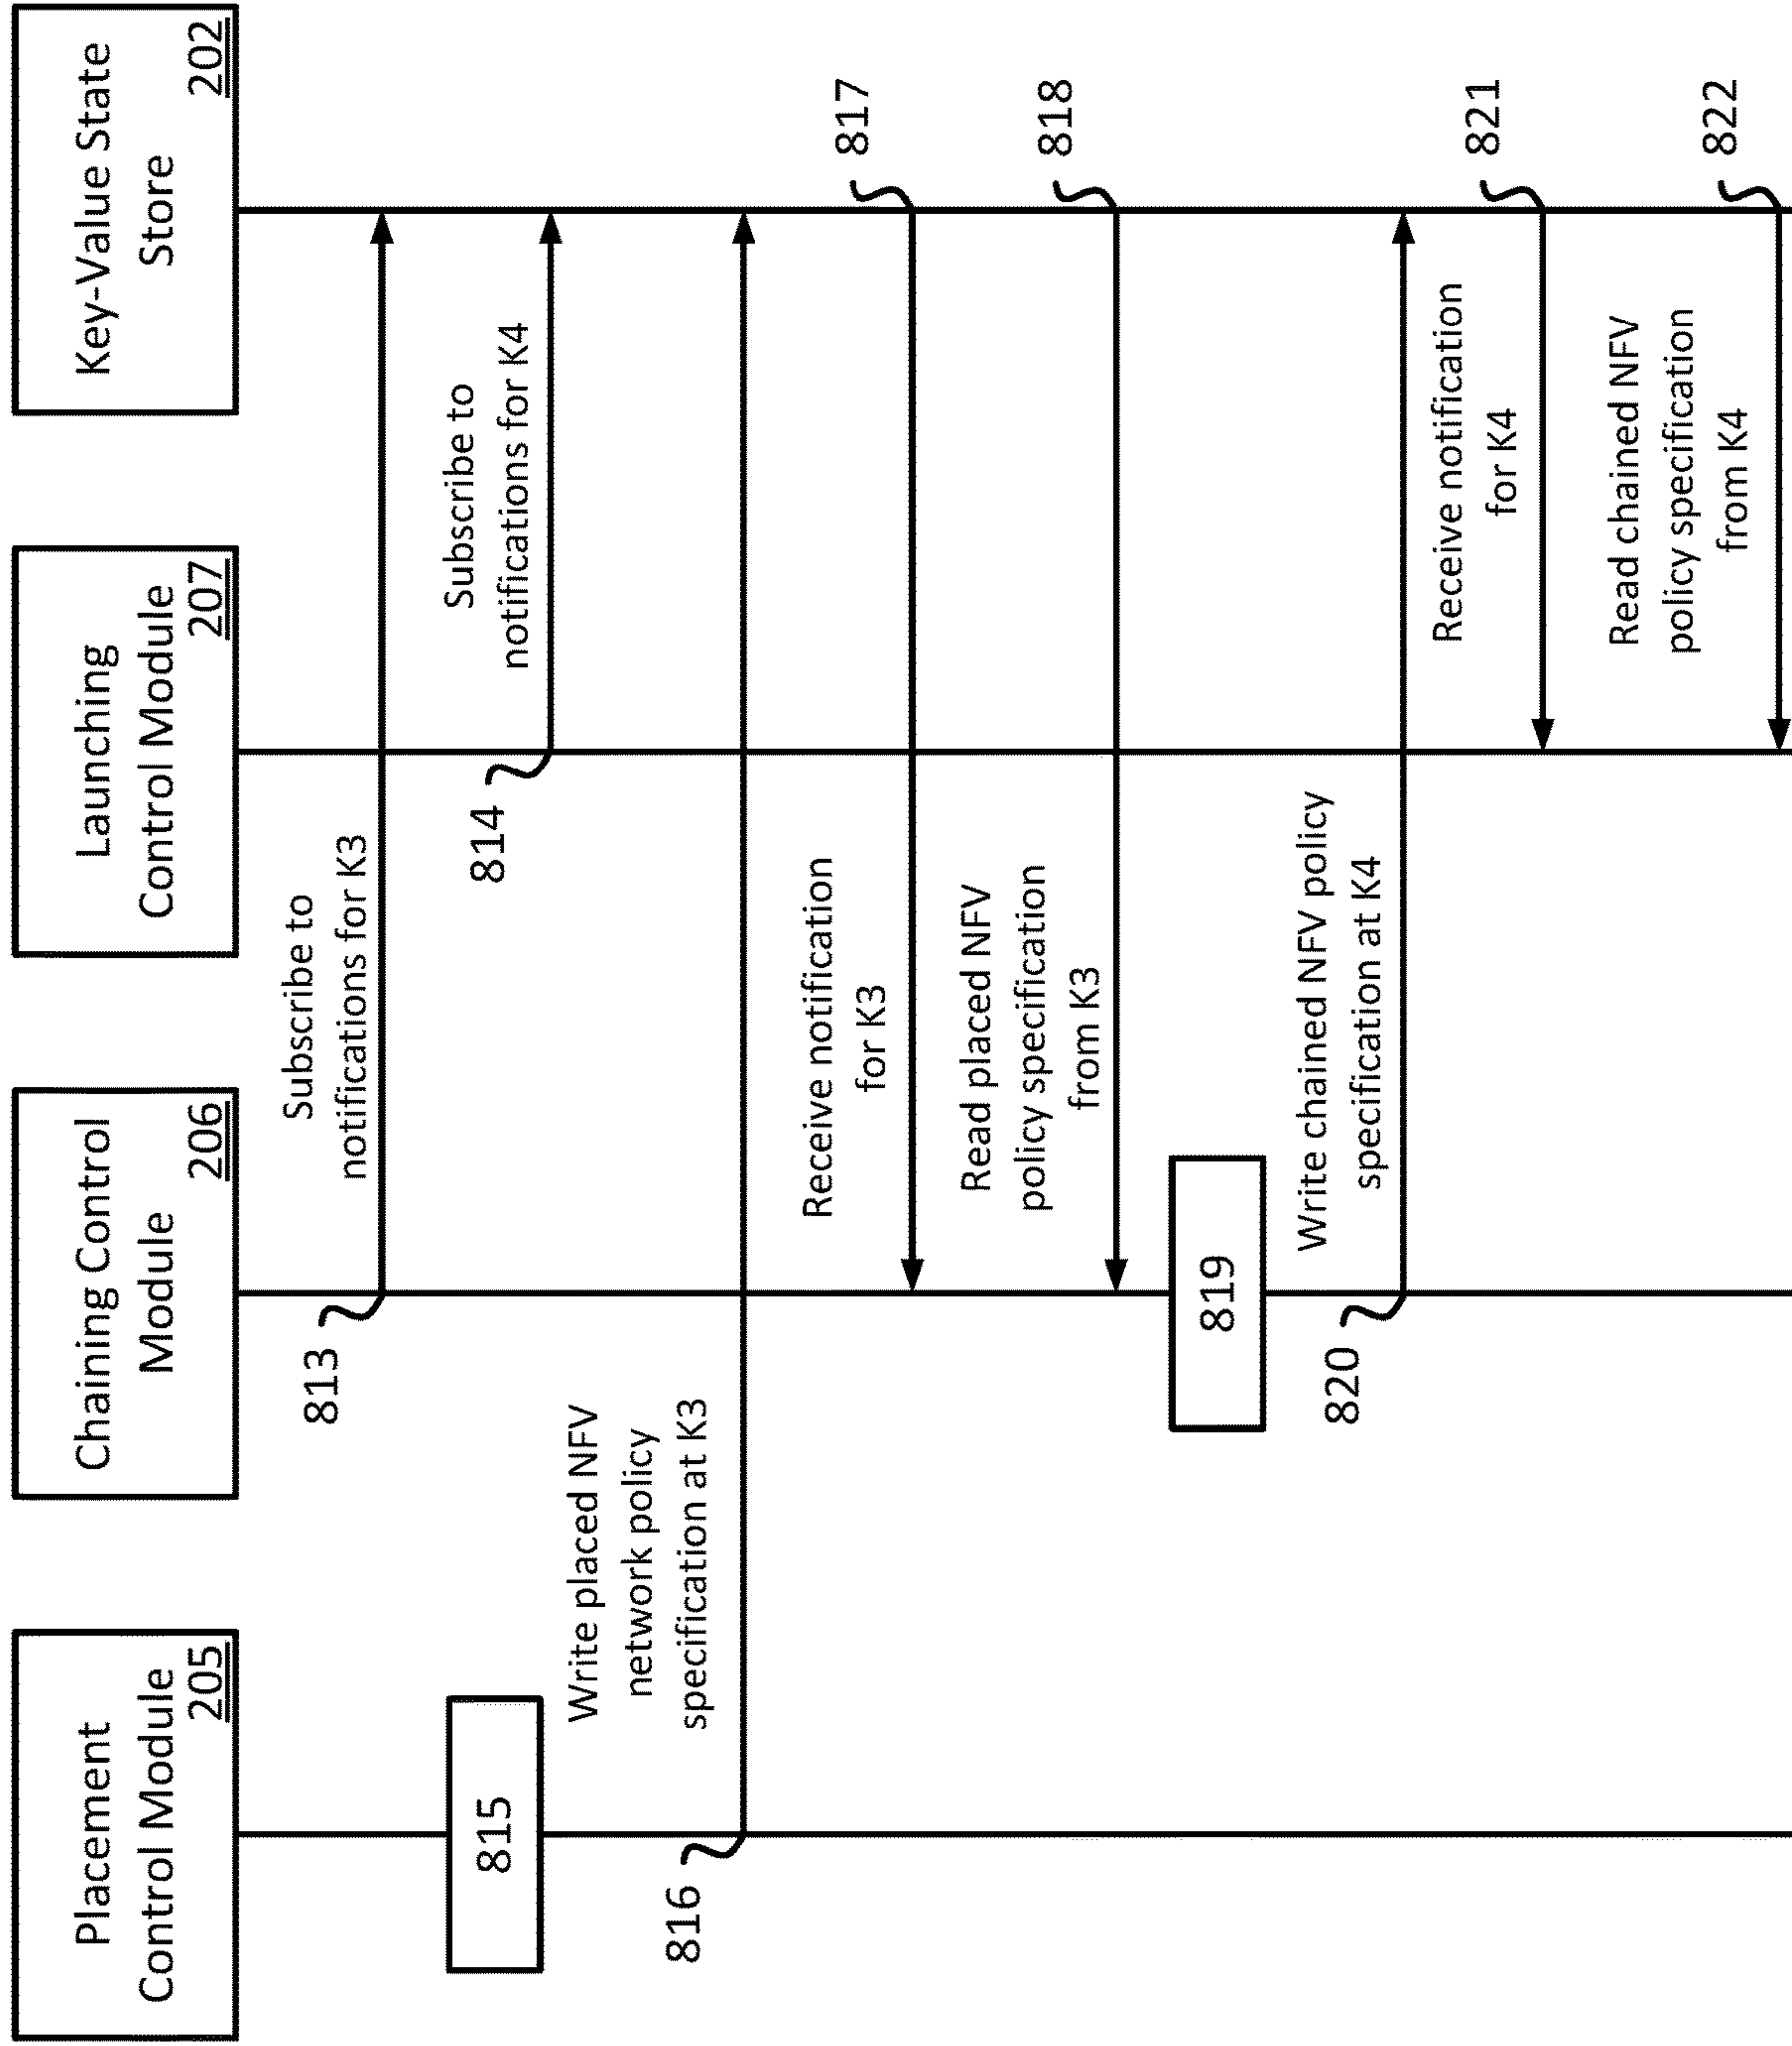 Placement
Control Module
205
Chaining Control
Module
206
Launching
Control Module
207
Key-Value State
Store
202
Subscribe to
notifications for K3
813
Subscribe to
notifications for K4
814
815
Write placed NFV
network policy
specification at K3
816
Receive notification
for K3
817
Read placed NFV
policy specification
from K3
818
819
Write chained NFV policy
specification at K4
820
Receive notification
for K4
821
Read chained NFV
policy specification
from K4
822